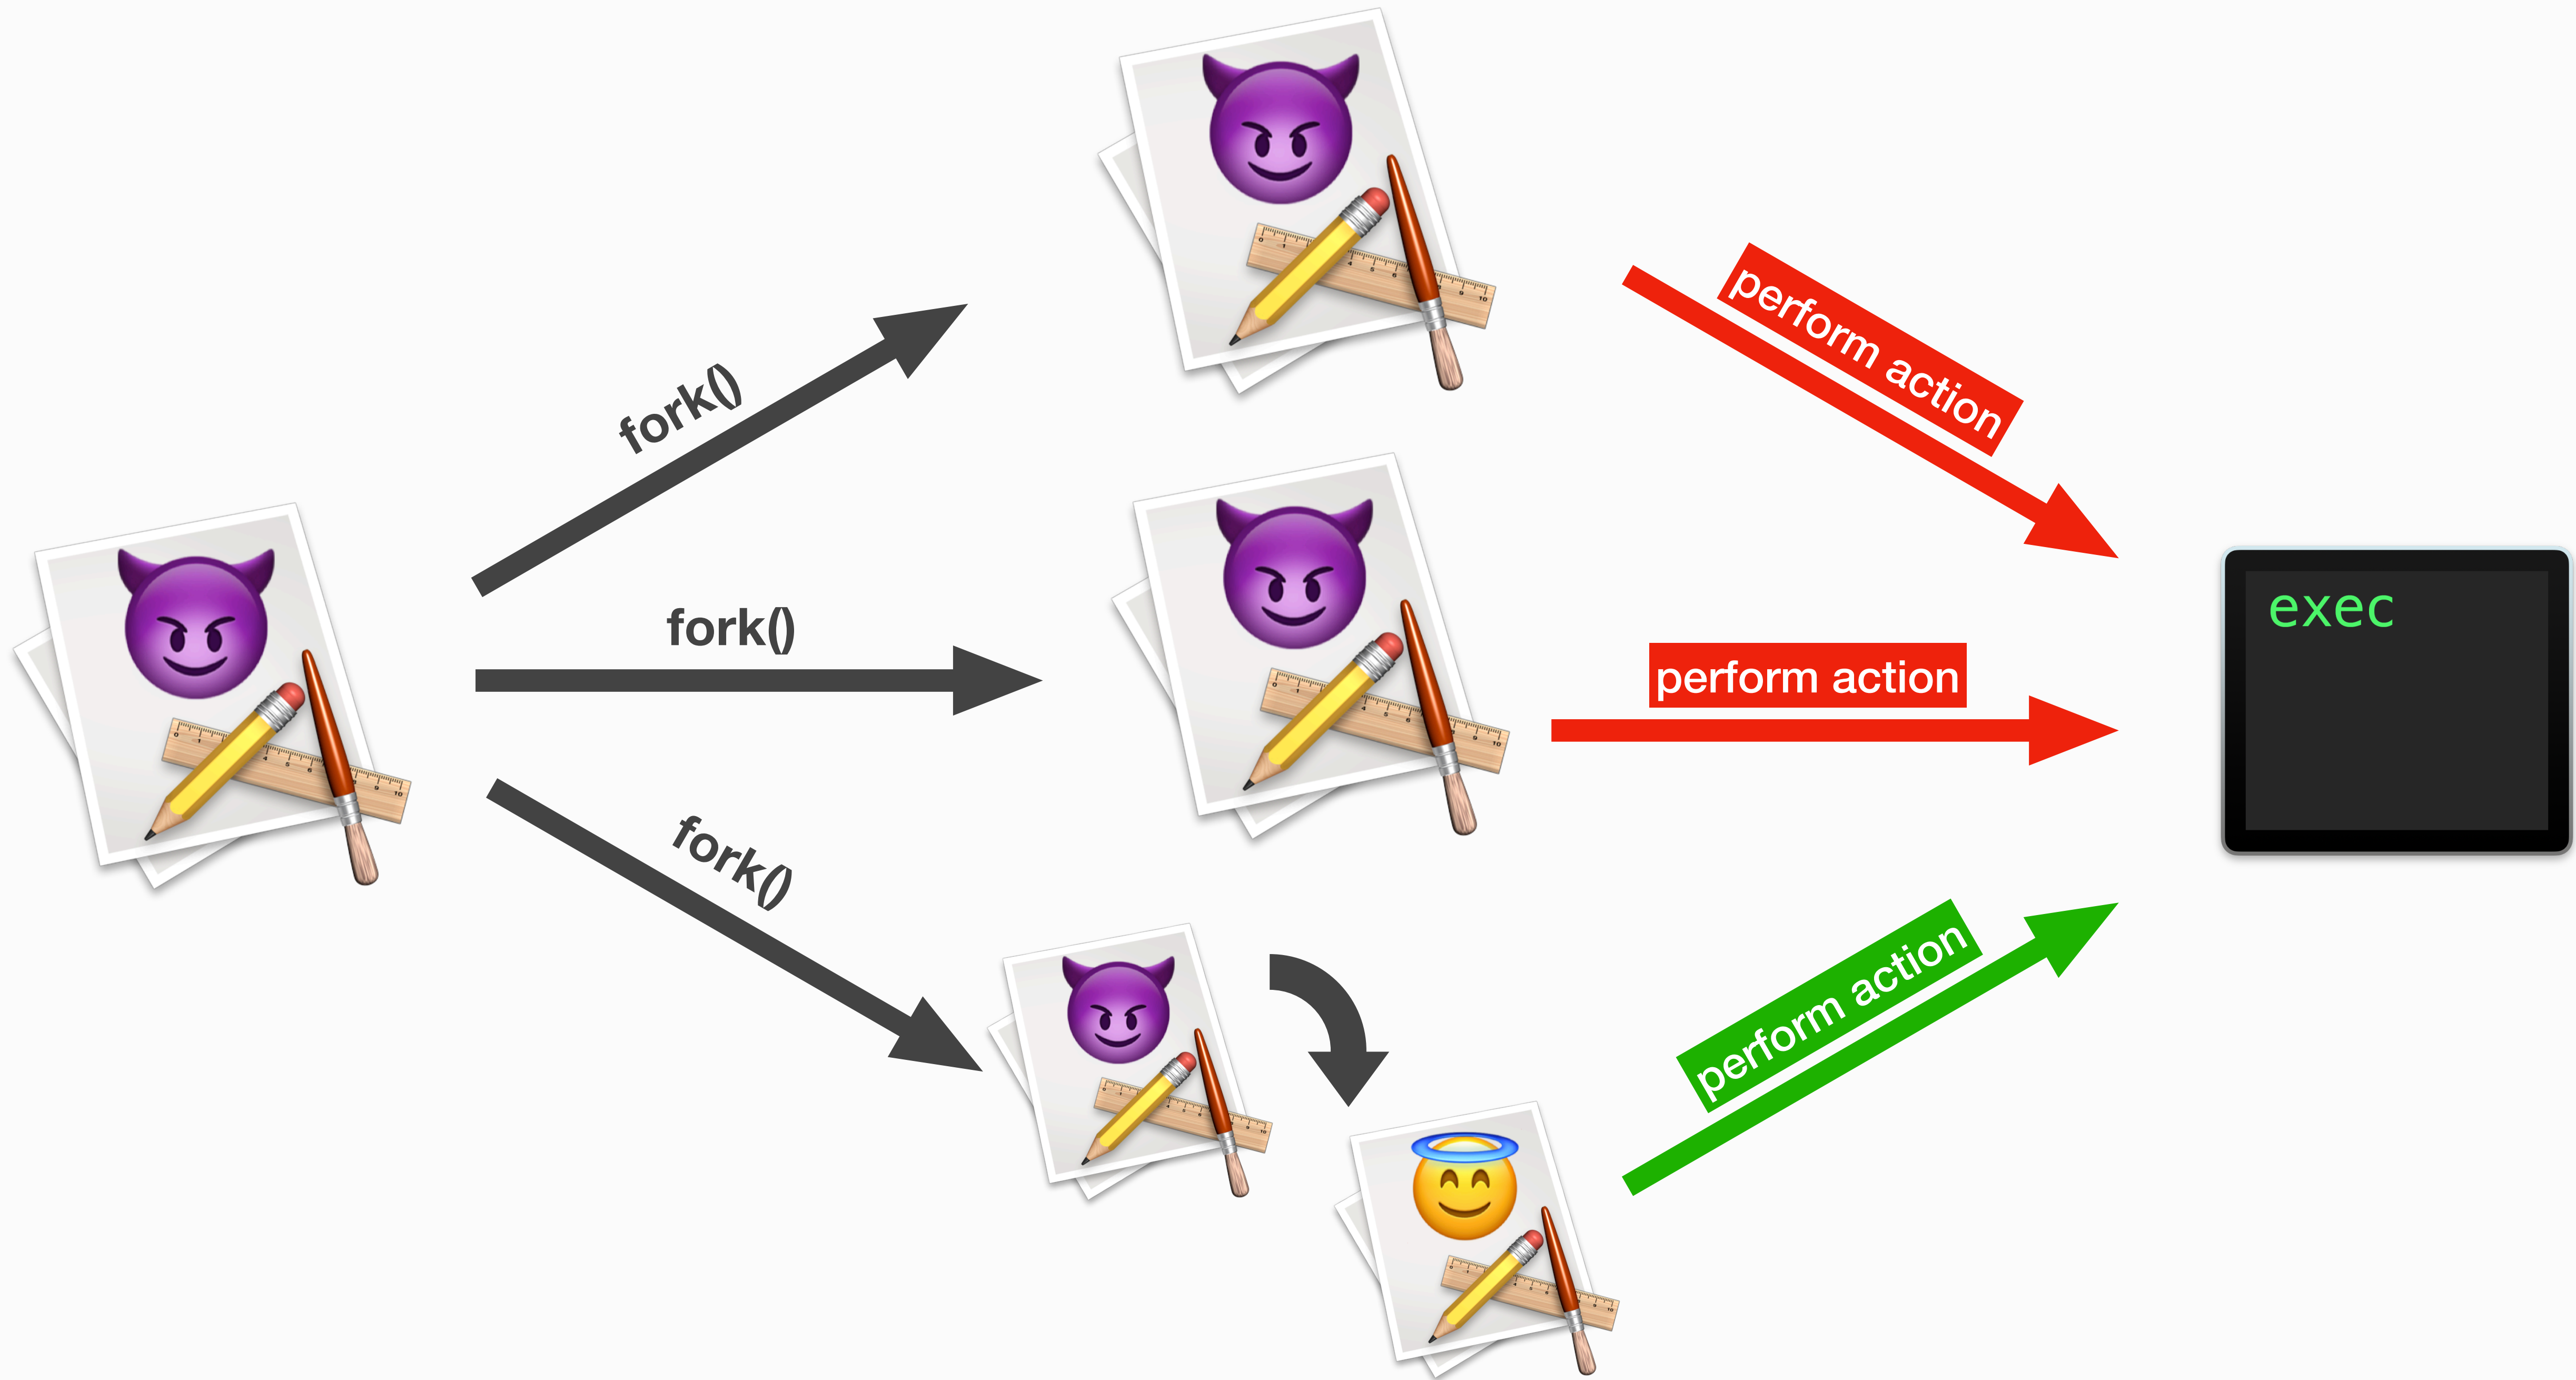 fork()
fork()
fork()
perform action
perform action
perform action
exec